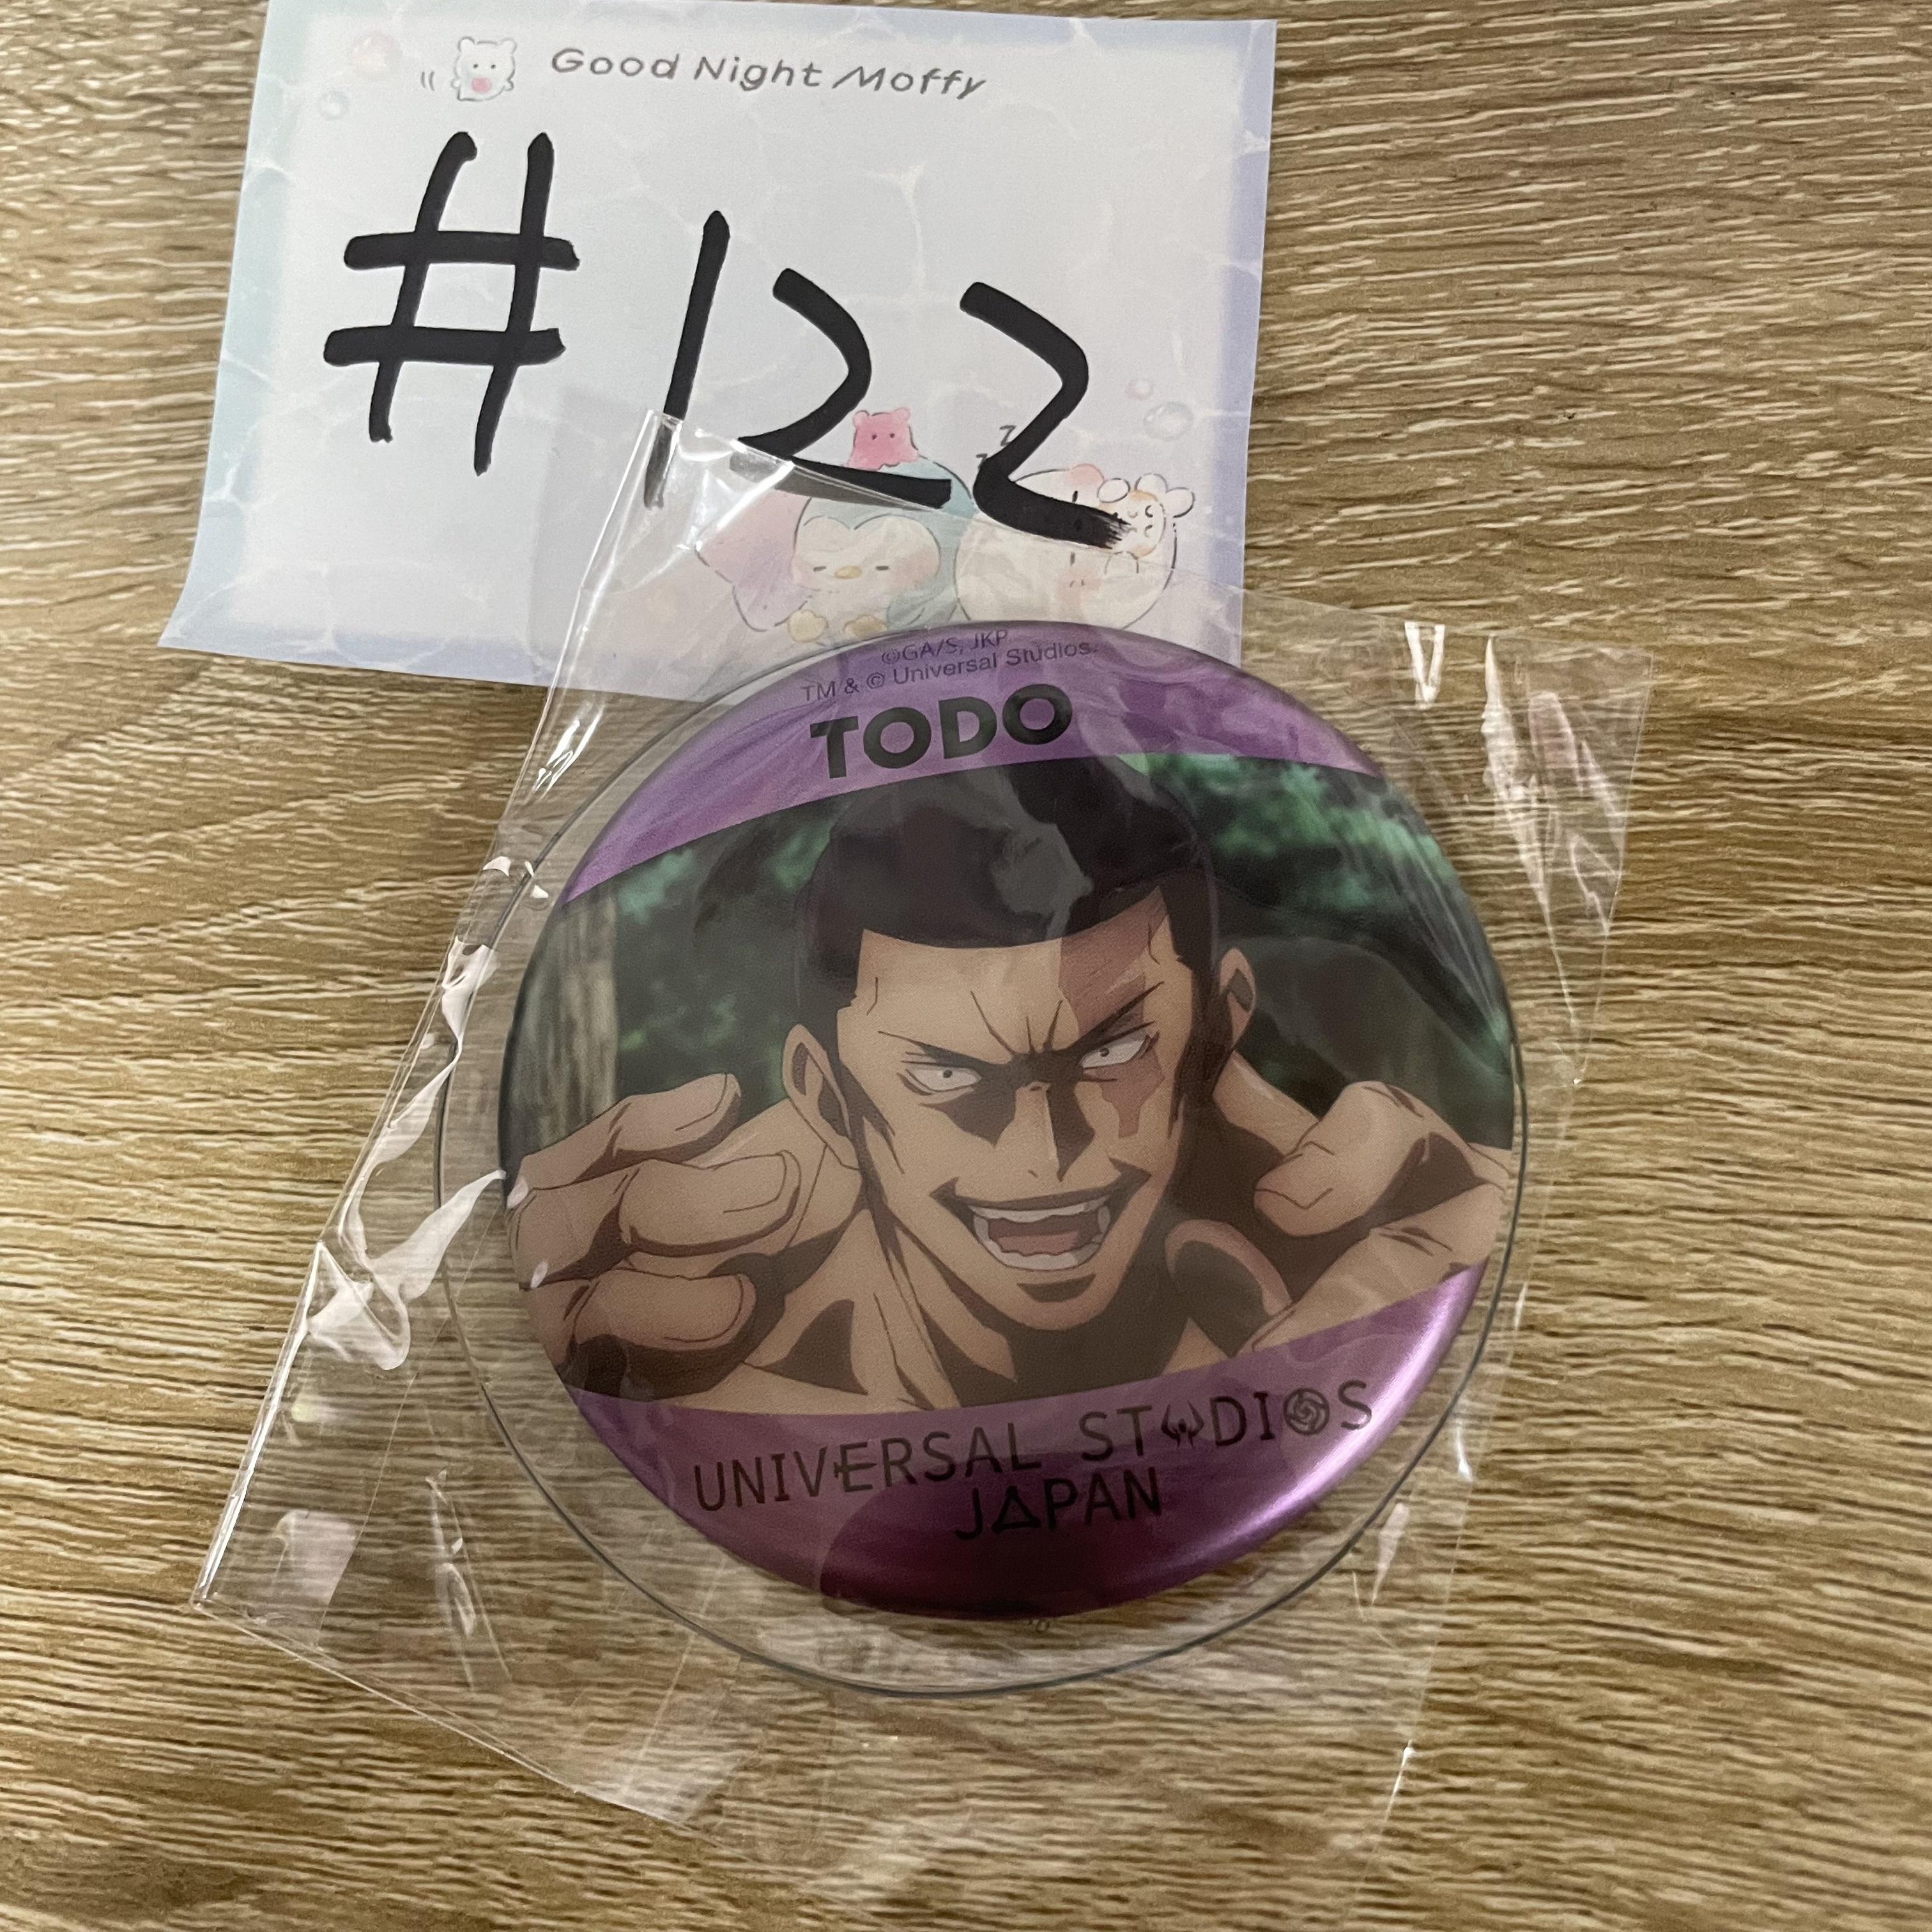 Good Night Moffy
#122
©GA/S, JKP
TM & © Universal Studios.
TODO
UNIVERSAL STUDIOS
JAPAN